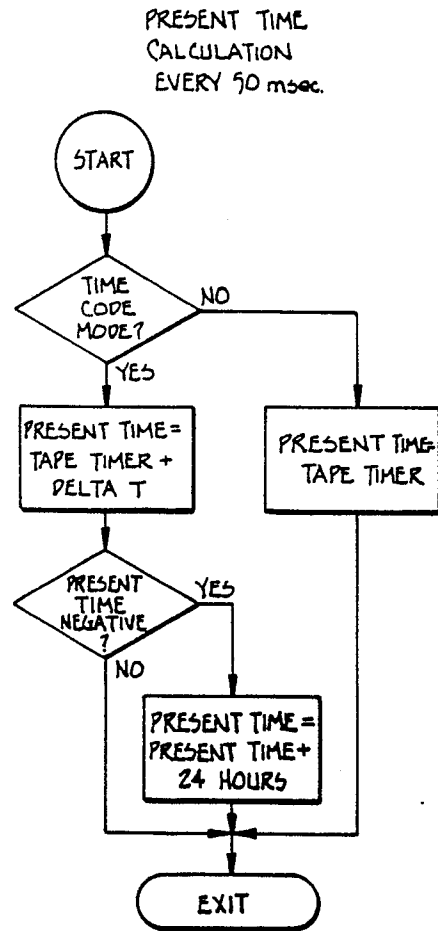 PRESENT TIME
CALCULATION
EVERY 50 msec.
START
TIME
CODE
MODE?
NO
YES
PRESENT TIME=
TAPE TIMER +
DELTA T
PRESENT TIME=
TAPE TIMER
PRESENT
TIME
NEGATIVE
?
YES
NO
PRESENT TIME=
PRESENT TIME+
24 HOURS
EXIT